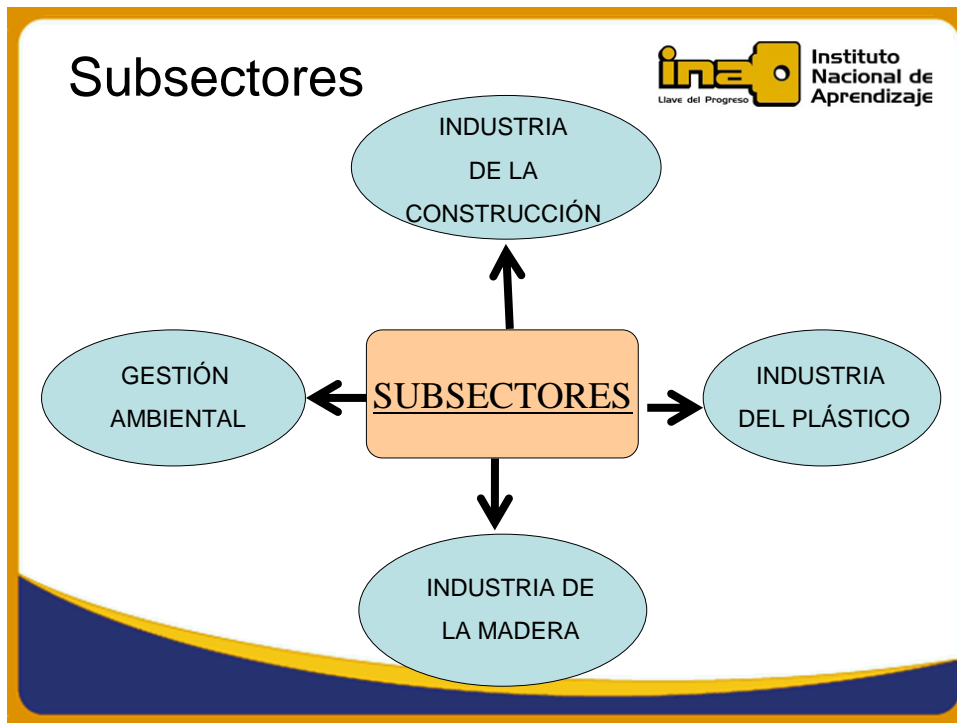 Subsectores
ina
Llave del Progreso
Instituto
Nacional de
Aprendizaje
INDUSTRIA
DE LA
CONSTRUCCIÓN
GESTIÓN
AMBIENTAL
SUBSECTORES
INDUSTRIA
DEL PLÁSTICO
INDUSTRIA DE
LA MADERA